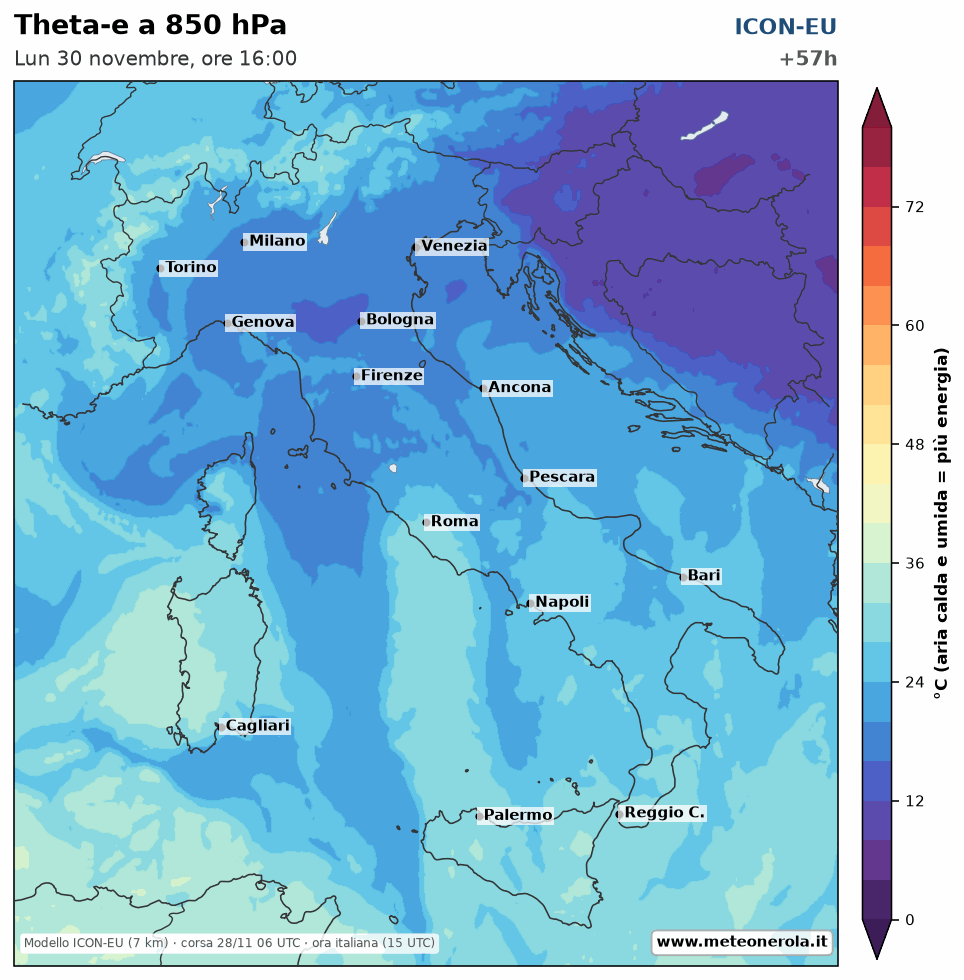 Theta-e a 850 hPa
ICON-EU
Lun 30 novembre, ore 16:00
+57h
Milano
Venezia
Torino
Genova
Bologna
Firenze
Ancona
Pescara
Roma
Bari
Napoli
Cagliari
Palermo
Reggio C.
72
60
48
36
24
12
0
°C (aria calda e umida = più energia)
Modello ICON-EU (7 km) · corsa 28/11 06 UTC · ora italiana (15 UTC)
www.meteonerola.it